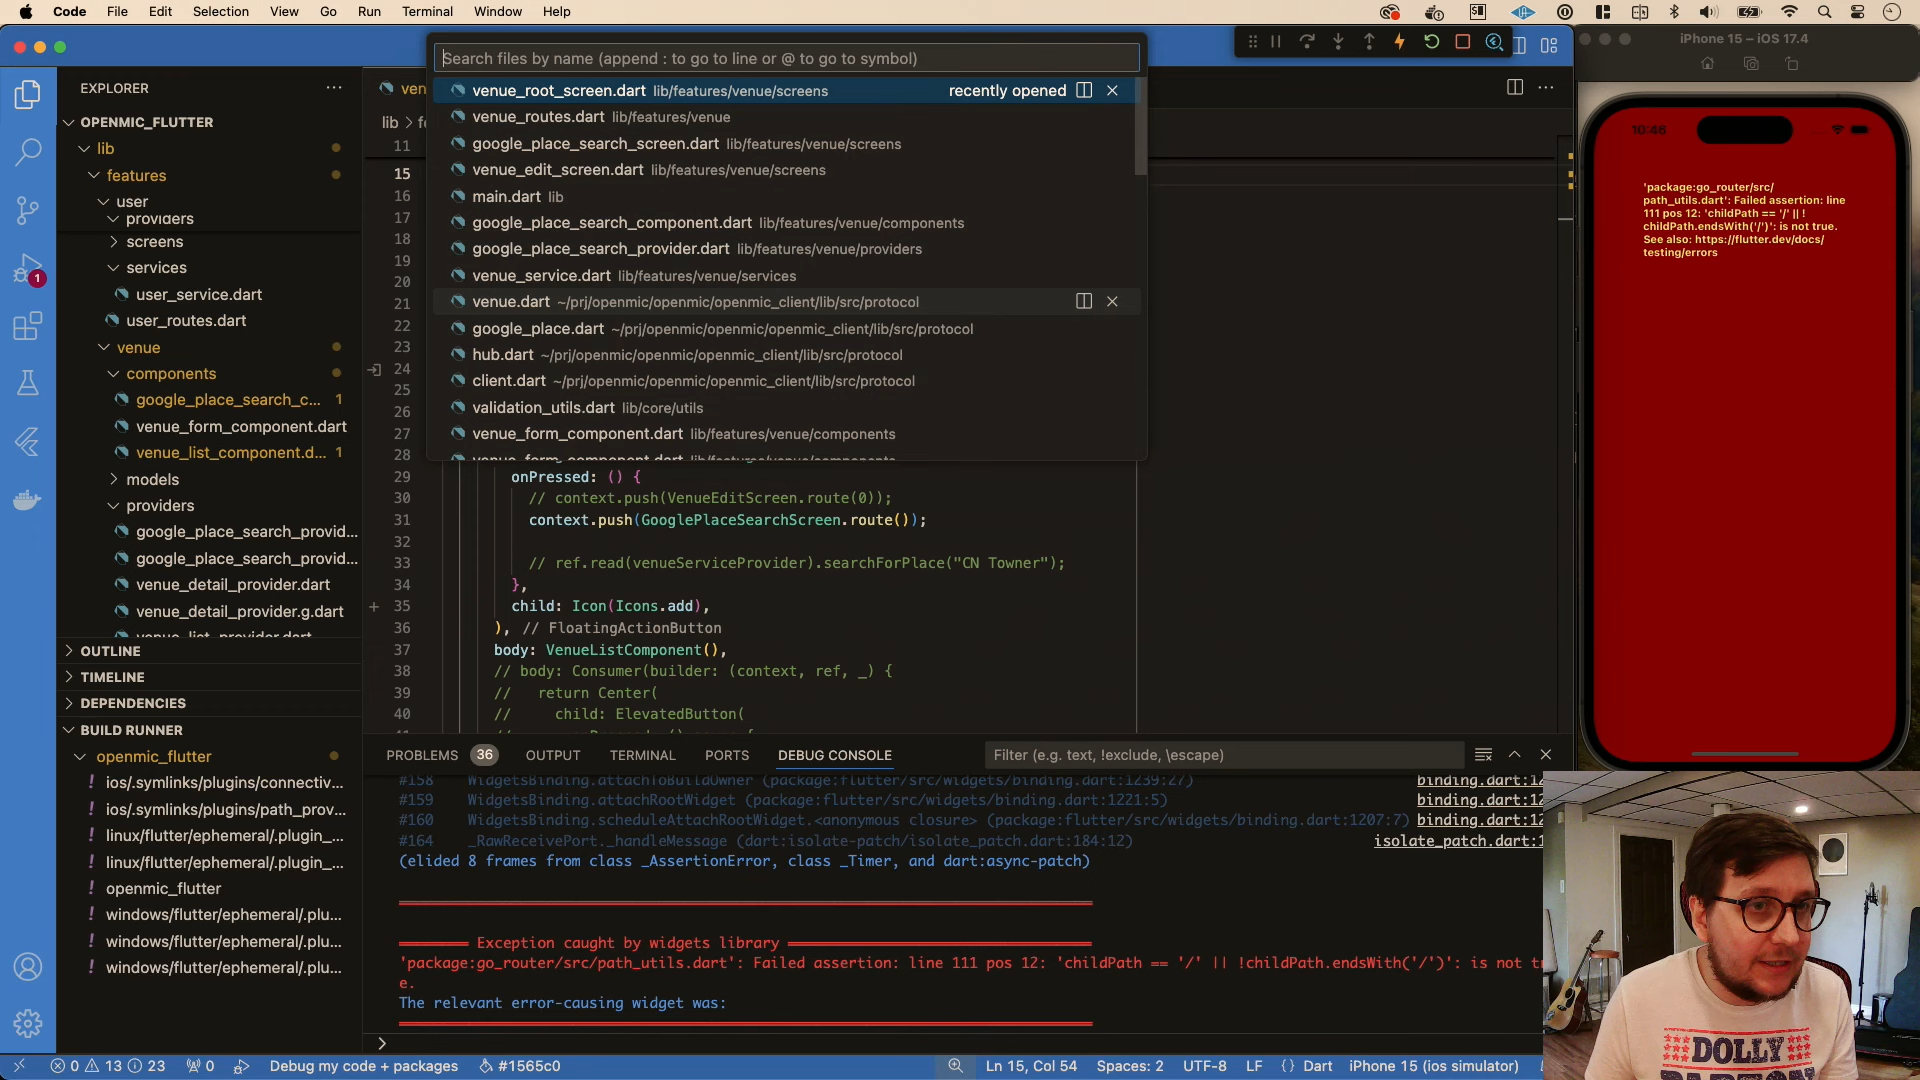 Code File Edit Selection View Go Run Terminal Window Help
Search files by name (append : to go to line or @ to go to symbol)
venue_root_screen.dart lib/features/venue/screens recently opened
venue_routes.dart lib/features/venue
google_place_search_screen.dart lib/features/venue/screens
venue_edit_screen.dart lib/features/venue/screens
main.dart lib
google_place_search_component.dart lib/features/venue/components
google_place_search_provider.dart lib/features/venue/providers
venue_service.dart lib/features/venue/services
venue.dart ~/prj/openmic/openmic/openmic_client/lib/src/protocol
google_place.dart ~/prj/openmic/openmic/openmic_client/lib/src/protocol
hub.dart ~/prj/openmic/openmic/openmic_client/lib/src/protocol
client.dart ~/prj/openmic/openmic/openmic_client/lib/src/protocol
validation_utils.dart lib/core/utils
venue_form_component.dart lib/features/venue/components
EXPLORER
OPENMIC_FLUTTER
lib
features
user
providers
screens
services
user_service.dart
user_routes.dart
venue
components
google_place_search_c... 1
venue_form_component.dart
venue_list_component.d... 1
models
providers
google_place_search_provid...
google_place_search_provid...
venue_detail_provider.dart
venue_detail_provider.g.dart
venue_list_provider.dart
OUTLINE
TIMELINE
DEPENDENCIES
BUILD RUNNER
openmic_flutter
! ios/.symlinks/plugins/connectiv...
! ios/.symlinks/plugins/path_prov...
! linux/flutter/ephemeral/.plugin_...
! linux/flutter/ephemeral/.plugin_...
! openmic_flutter
! windows/flutter/ephemeral/.plu...
! windows/flutter/ephemeral/.plu...
! windows/flutter/ephemeral/.plu...
1
ven
lib > fe
11
15
16
17
18
19
20
21
22
23
24
25
26
27
28
29 onPressed: () {
30 // context.push(VenueEditScreen.route(0));
31 context.push(GooglePlaceSearchScreen.route());
32
33 // ref.read(venueServiceProvider).searchForPlace("CN Towner");
34 },
35 child: Icon(Icons.add),
36 ), // FloatingActionButton
37 body: VenueListComponent(),
38 // body: Consumer(builder: (context, ref, _) {
39 // return Center(
40 // child: ElevatedButton(
PROBLEMS 36 OUTPUT TERMINAL PORTS DEBUG CONSOLE Filter (e.g. text, !exclude, \escape)
#158 WidgetsBinding.attachToBuildOwner (package:flutter/src/widgets/binding.dart:1239:27) binding.dart:12
#159 WidgetsBinding.attachRootWidget (package:flutter/src/widgets/binding.dart:1221:5) binding.dart:12
#160 WidgetsBinding.scheduleAttachRootWidget.<anonymous closure> (package:flutter/src/widgets/binding.dart:1207:7) binding.dart:12
#164 _RawReceivePort._handleMessage (dart:isolate-patch/isolate_patch.dart:184:12) isolate_patch.dart:1
(elided 8 frames from class _AssertionError, class _Timer, and dart:async-patch)
Exception caught by widgets library
'package:go_router/src/path_utils.dart': Failed assertion: line 111 pos 12: 'childPath == '/' || !childPath.endsWith('/')': is not tr
e.
The relevant error-causing widget was:
>
0 13 23 0 Debug my code + packages #1565c0 Ln 15, Col 54 Spaces: 2 UTF-8 LF {} Dart iPhone 15 (ios simulator)
iPhone 15 – iOS 17.4
10:46
'package:go_router/src/
path_utils.dart': Failed assertion: line
111 pos 12: 'childPath == '/' || !
childPath.endsWith('/')': is not true.
See also: https://flutter.dev/docs/
testing/errors
DOLLY